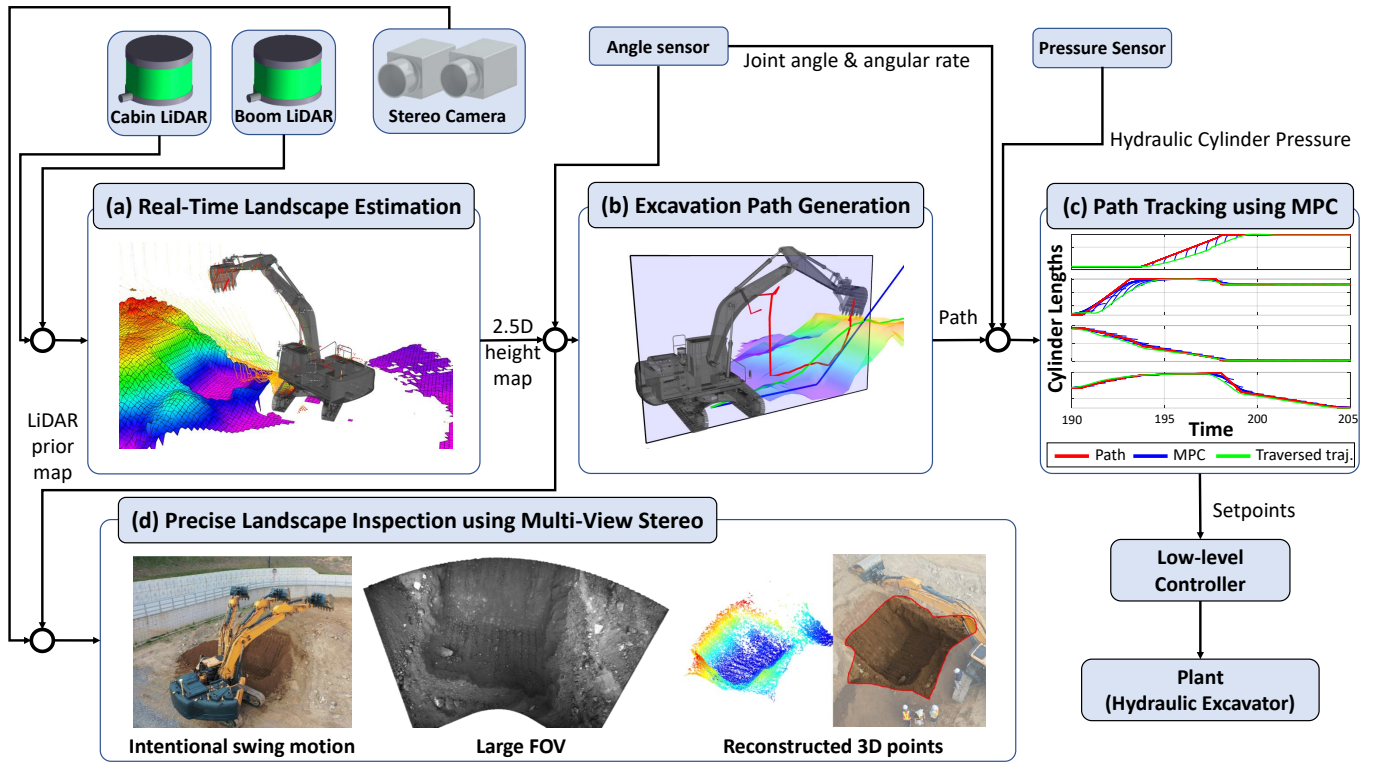 Cabin LiDAR
Boom LiDAR
Stereo Camera
Angle sensor
Joint angle & angular rate
Pressure Sensor
Hydraulic Cylinder Pressure
(a) Real-Time Landscape Estimation
2.5D
height
map
(b) Excavation Path Generation
Path
(c) Path Tracking using MPC
Cylinder Lengths
190
195
200
205
Time
Path
MPC
Traversed traj.
LiDAR
prior
map
(d) Precise Landscape Inspection using Multi-View Stereo
Intentional swing motion
Large FOV
Reconstructed 3D points
Setpoints
Low-level
Controller
Plant
(Hydraulic Excavator)